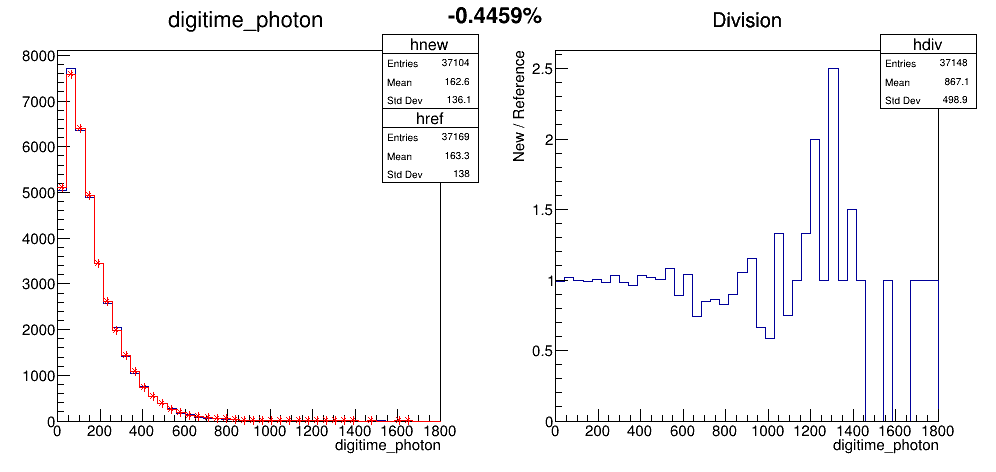 -0.4459%
digitime_photon
hnew
Entries 37104
Mean 162.6
Std Dev 136.1
href
Entries 37169
Mean 163.3
Std Dev 138
8000
7000
6000
5000
4000
3000
2000
1000
0
0 200 400 600 800 1000 1200 1400 1600 1800
digitime_photon
Division
hdiv
Entries 37148
Mean 867.1
Std Dev 498.9
New / Reference
2.5
2
1.5
1
0.5
0
0 200 400 600 800 1000 1200 1400 1600 1800
digitime_photon